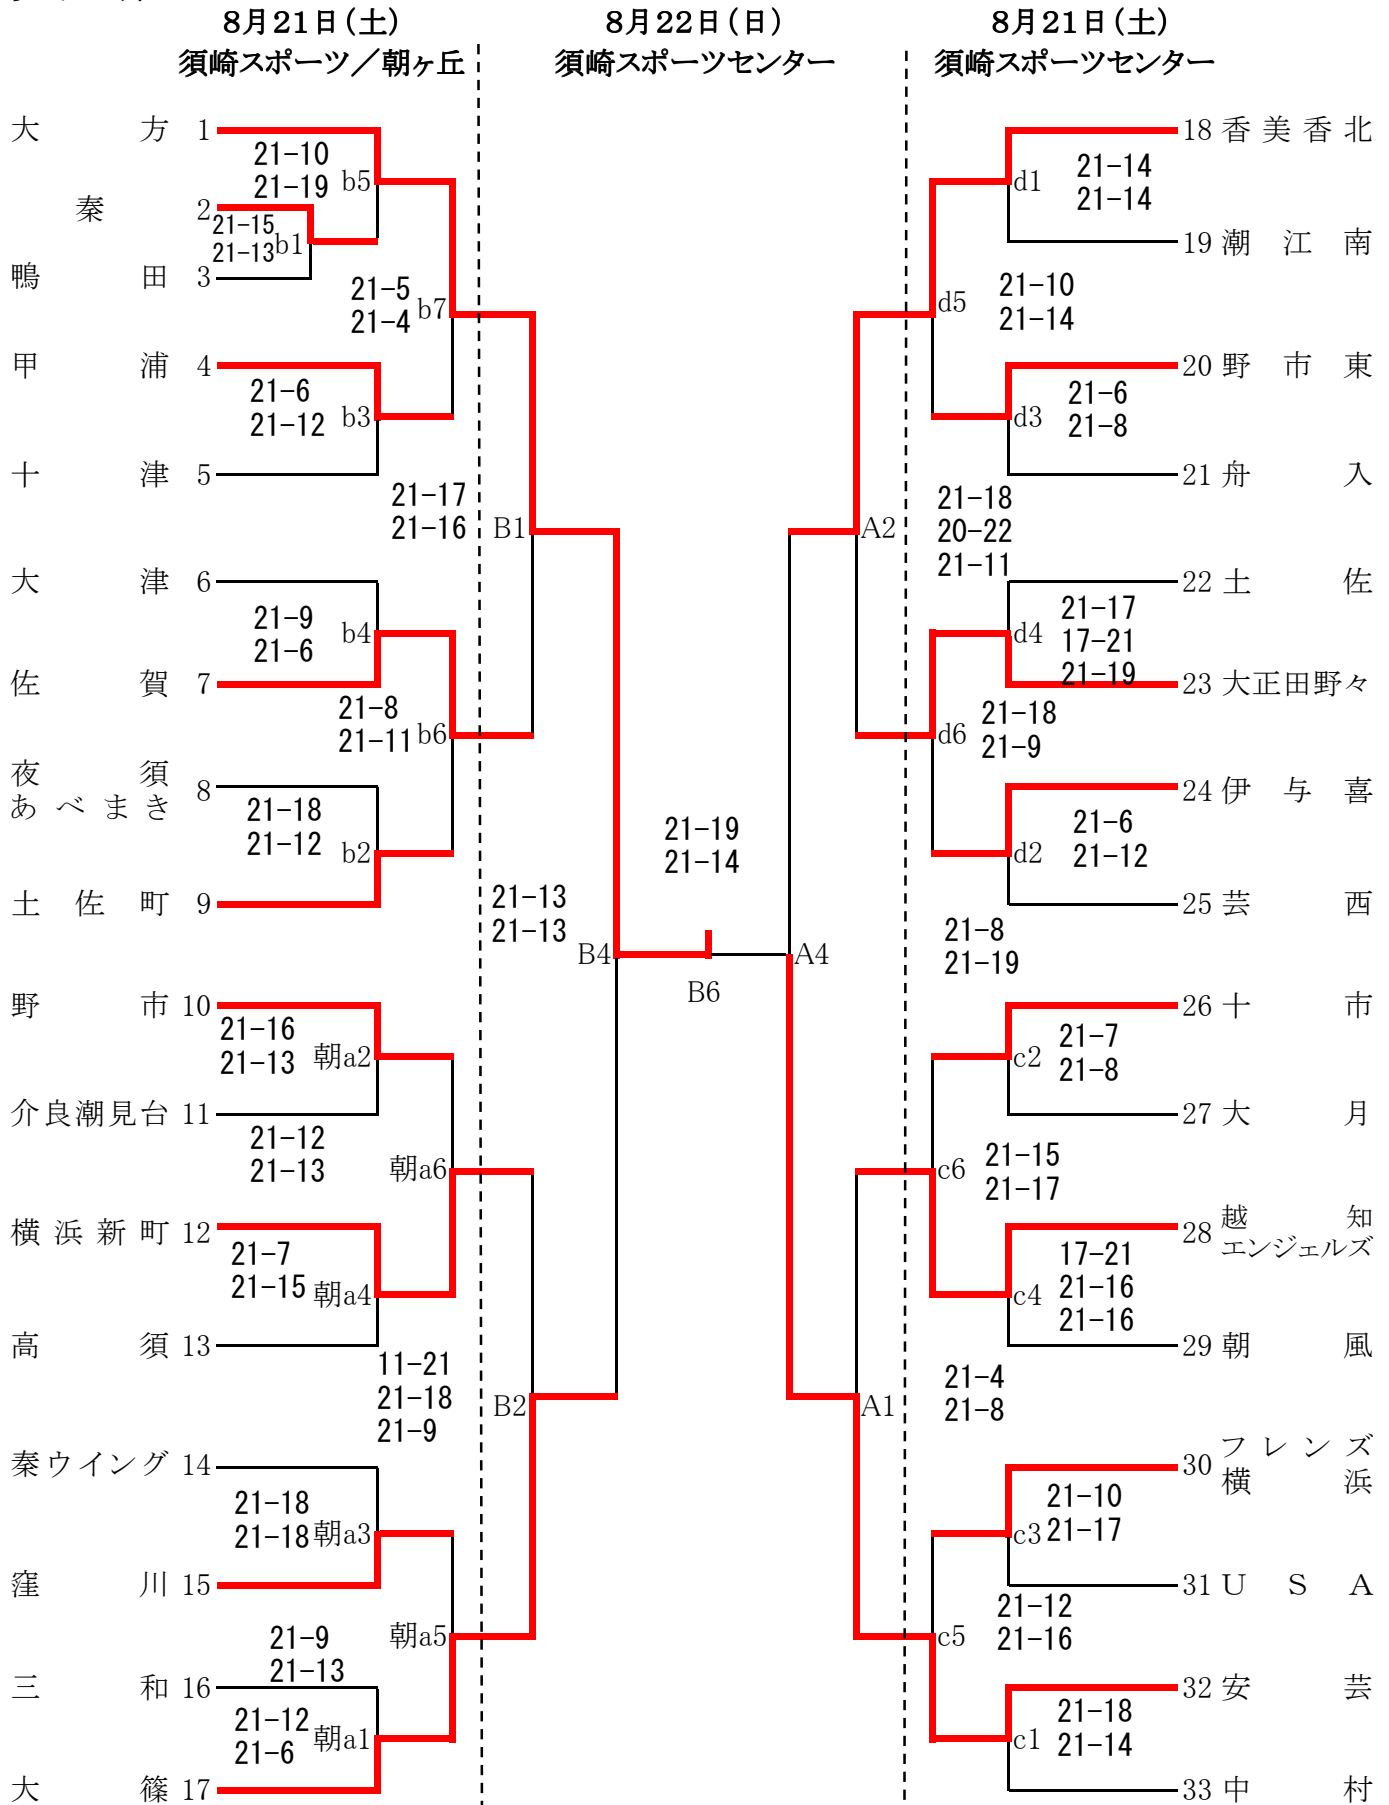 8月21日(土)
須崎スポーツ／朝ヶ丘
8月22日(日)
須崎スポーツセンター
8月21日(土)
須崎スポーツセンター
大方 1
21-10
21-19
b5
秦 2
21-15
21-13
b1
鴨田 3
21-5
21-4
b7
甲浦 4
21-6
21-12
b3
十津 5
21-17
21-16
B1
大津 6
21-9
21-6
b4
佐賀 7
21-8
21-11
b6
夜須
あべまき 8
21-18
21-12
b2
土佐町 9
21-13
21-13
B4
野市 10
21-16
21-13
朝a2
介良潮見台 11
21-12
21-13
朝a6
横浜新町 12
21-7
21-15
朝a4
高須 13
11-21
21-18
21-9
B2
秦ウイング 14
21-18
21-18
朝a3
窪川 15
21-9
21-13
朝a5
三和 16
21-12
21-6
朝a1
大篠 17
21-19
21-14
B6
18 香美香北
d1
21-14
21-14
19 潮江南
d5
21-10
21-14
20 野市東
d3
21-6
21-8
21 舟入
A2
21-18
20-22
21-11
22 土佐
d4
21-17
17-21
21-19
23 大正田野々
d6
21-18
21-9
24 伊与喜
d2
21-6
21-12
25 芸西
A4
21-8
21-19
26 十市
c2
21-7
21-8
27 大月
c6
21-15
21-17
28 越知
エンジェルズ
c4
17-21
21-16
21-16
29 朝風
A1
21-4
21-8
30 フレンズ
横浜
c3
21-10
21-17
31 USA
c5
21-12
21-16
32 安芸
c1
21-18
21-14
33 中村